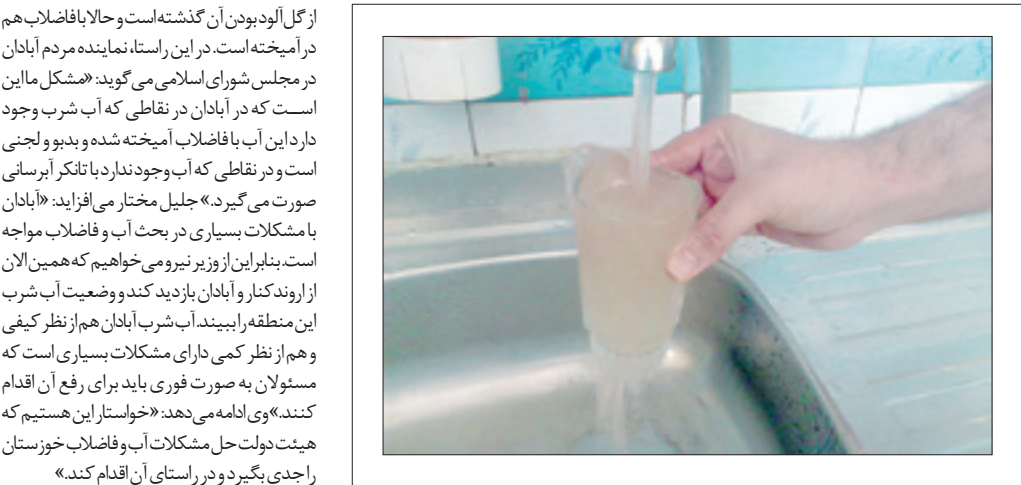 از گل‌آلود بودن آن گذشته است و حالا با فاضلاب هم
درآمیخته است. در این راستا، نماینده مردم آبادان
در مجلس شورای اسلامی می‌گوید: «مشکل ما این
اســت که در آبادان در نقاطی که آب شرب وجود
دارد این آب با فاضلاب آمیخته شده و بدبو و لجنی
است و در نقاطی که آب وجود ندارد با تانکر آبرسانی
صورت می‌گیرد.» جلیل مختار می‌افزاید: «آبادان
با مشکلات بسیاری در بحث آب و فاضلاب مواجه
است. بنابراین از وزیر نیرو می‌خواهیم که همین الان
از اروندکنار و آبادان بازدید کند و وضعیت آب شرب
این منطقه را ببیند. آب شرب آبادان هم از نظر کیفی
و هم از نظر کمی دارای مشکلات بسیاری است که
مسئولان به صورت فوری باید برای رفع آن اقدام
کنند.» وی ادامه می‌دهد: «خواستار این هستیم که
هیئت دولت حل مشکلات آب و فاضلاب خوزستان
را جدی بگیرد و در راستای آن اقدام کند.»